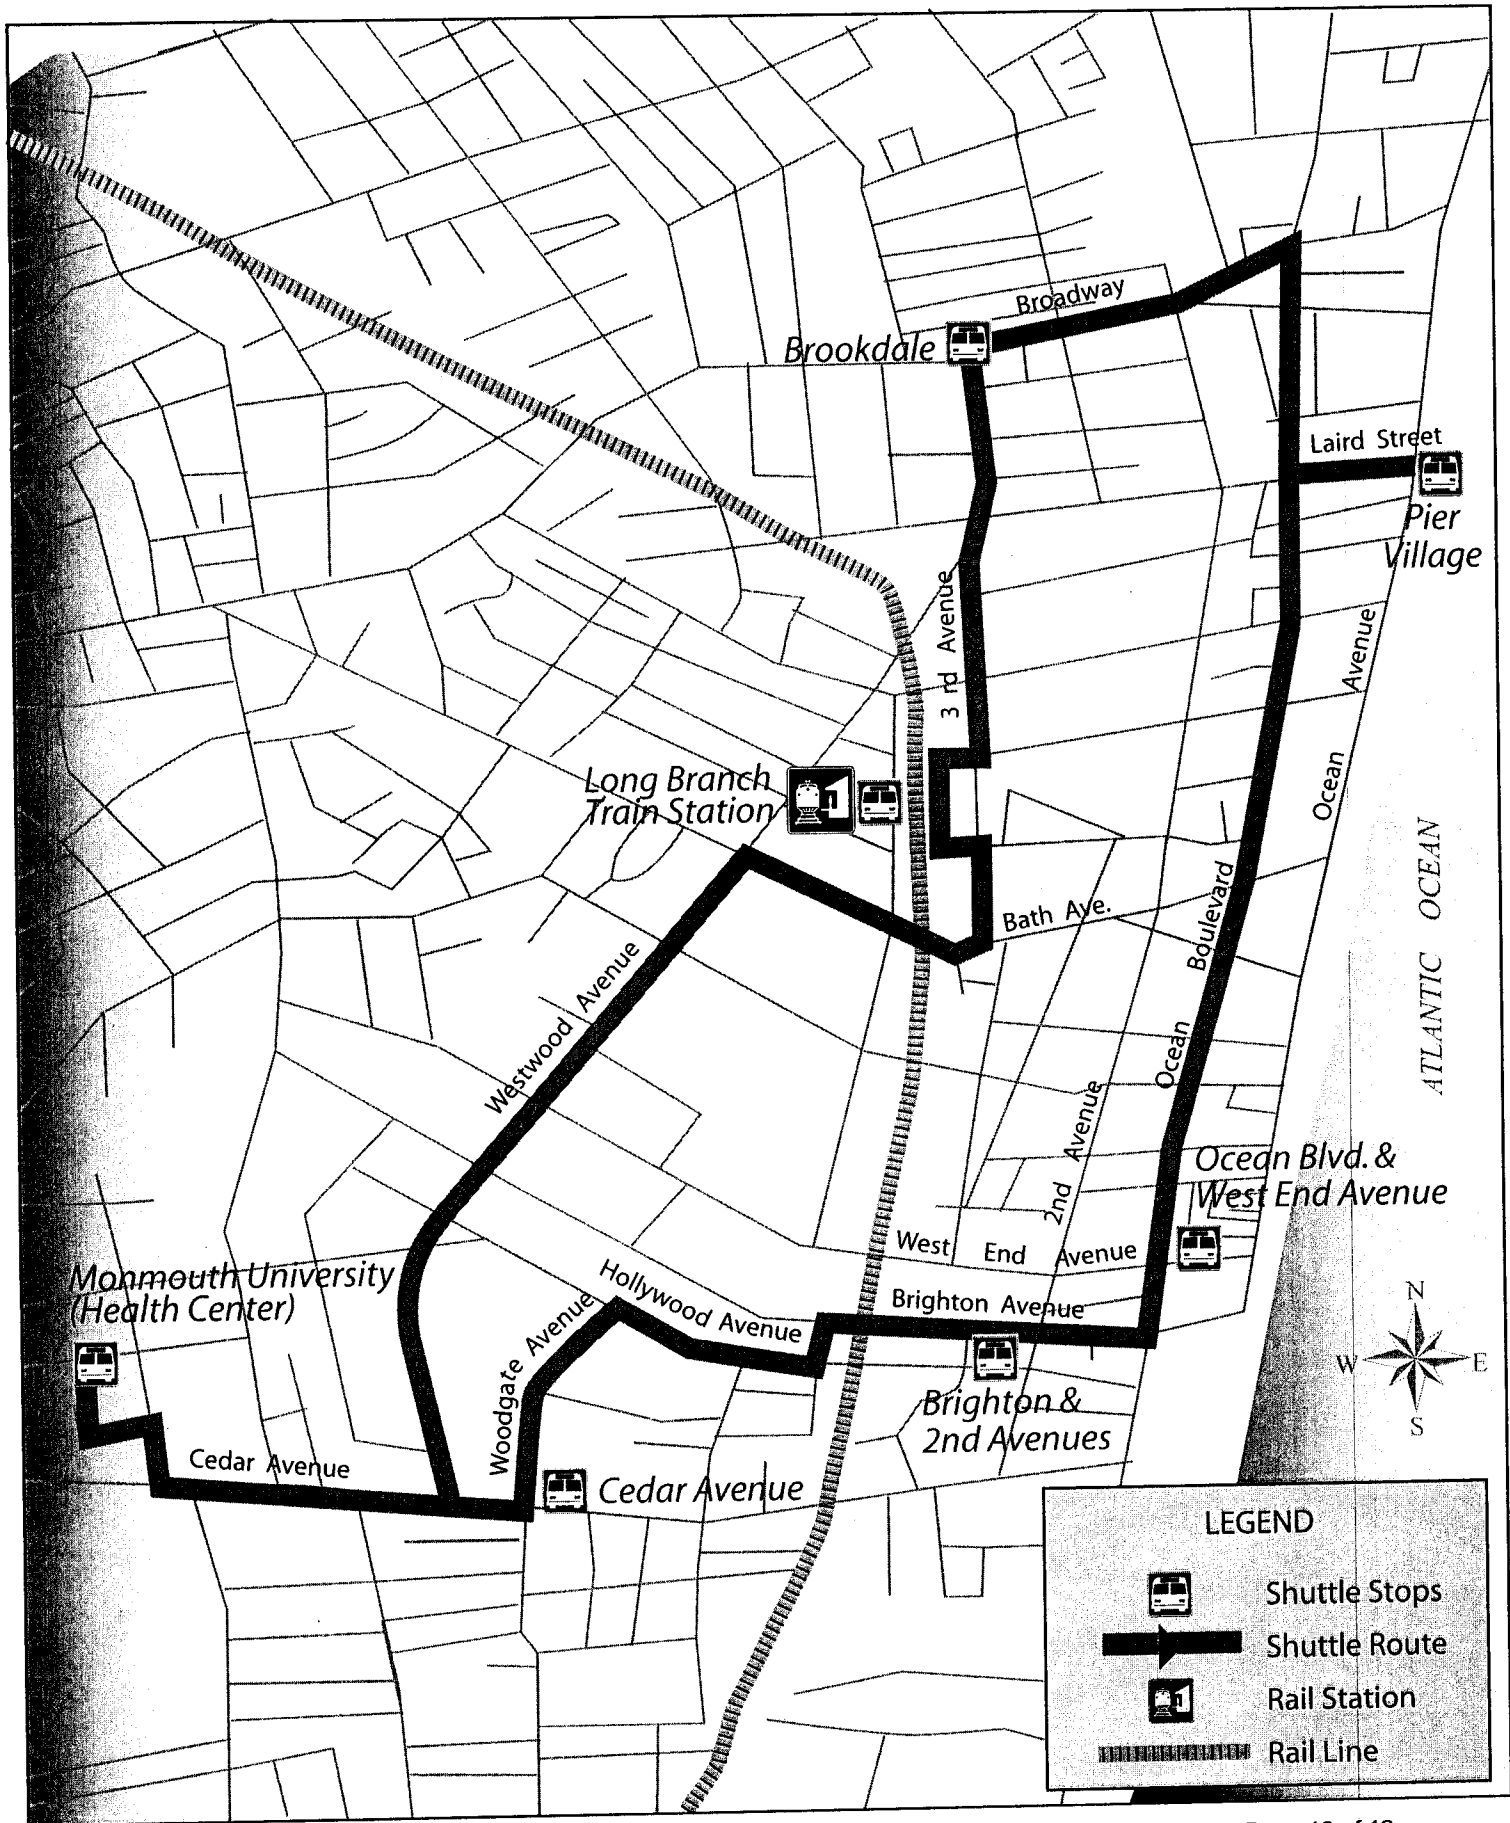 Broadway
Brookdale
Laird Street
Pier
Village
3 rd Avenue
Ocean Avenue
Long Branch
Train Station
Bath Ave.
Ocean Boulevard
ATLANTIC OCEAN
Westwood Avenue
2nd Avenue
Ocean Blvd. &
West End Avenue
West End Avenue
Monmouth University
(Health Center)
Hollywood Avenue
Brighton Avenue
Woodgate Avenue
N
W
E
S
Brighton &
2nd Avenues
Cedar Avenue
Cedar Avenue
LEGEND
Shuttle Stops
Shuttle Route
Rail Station
Rail Line